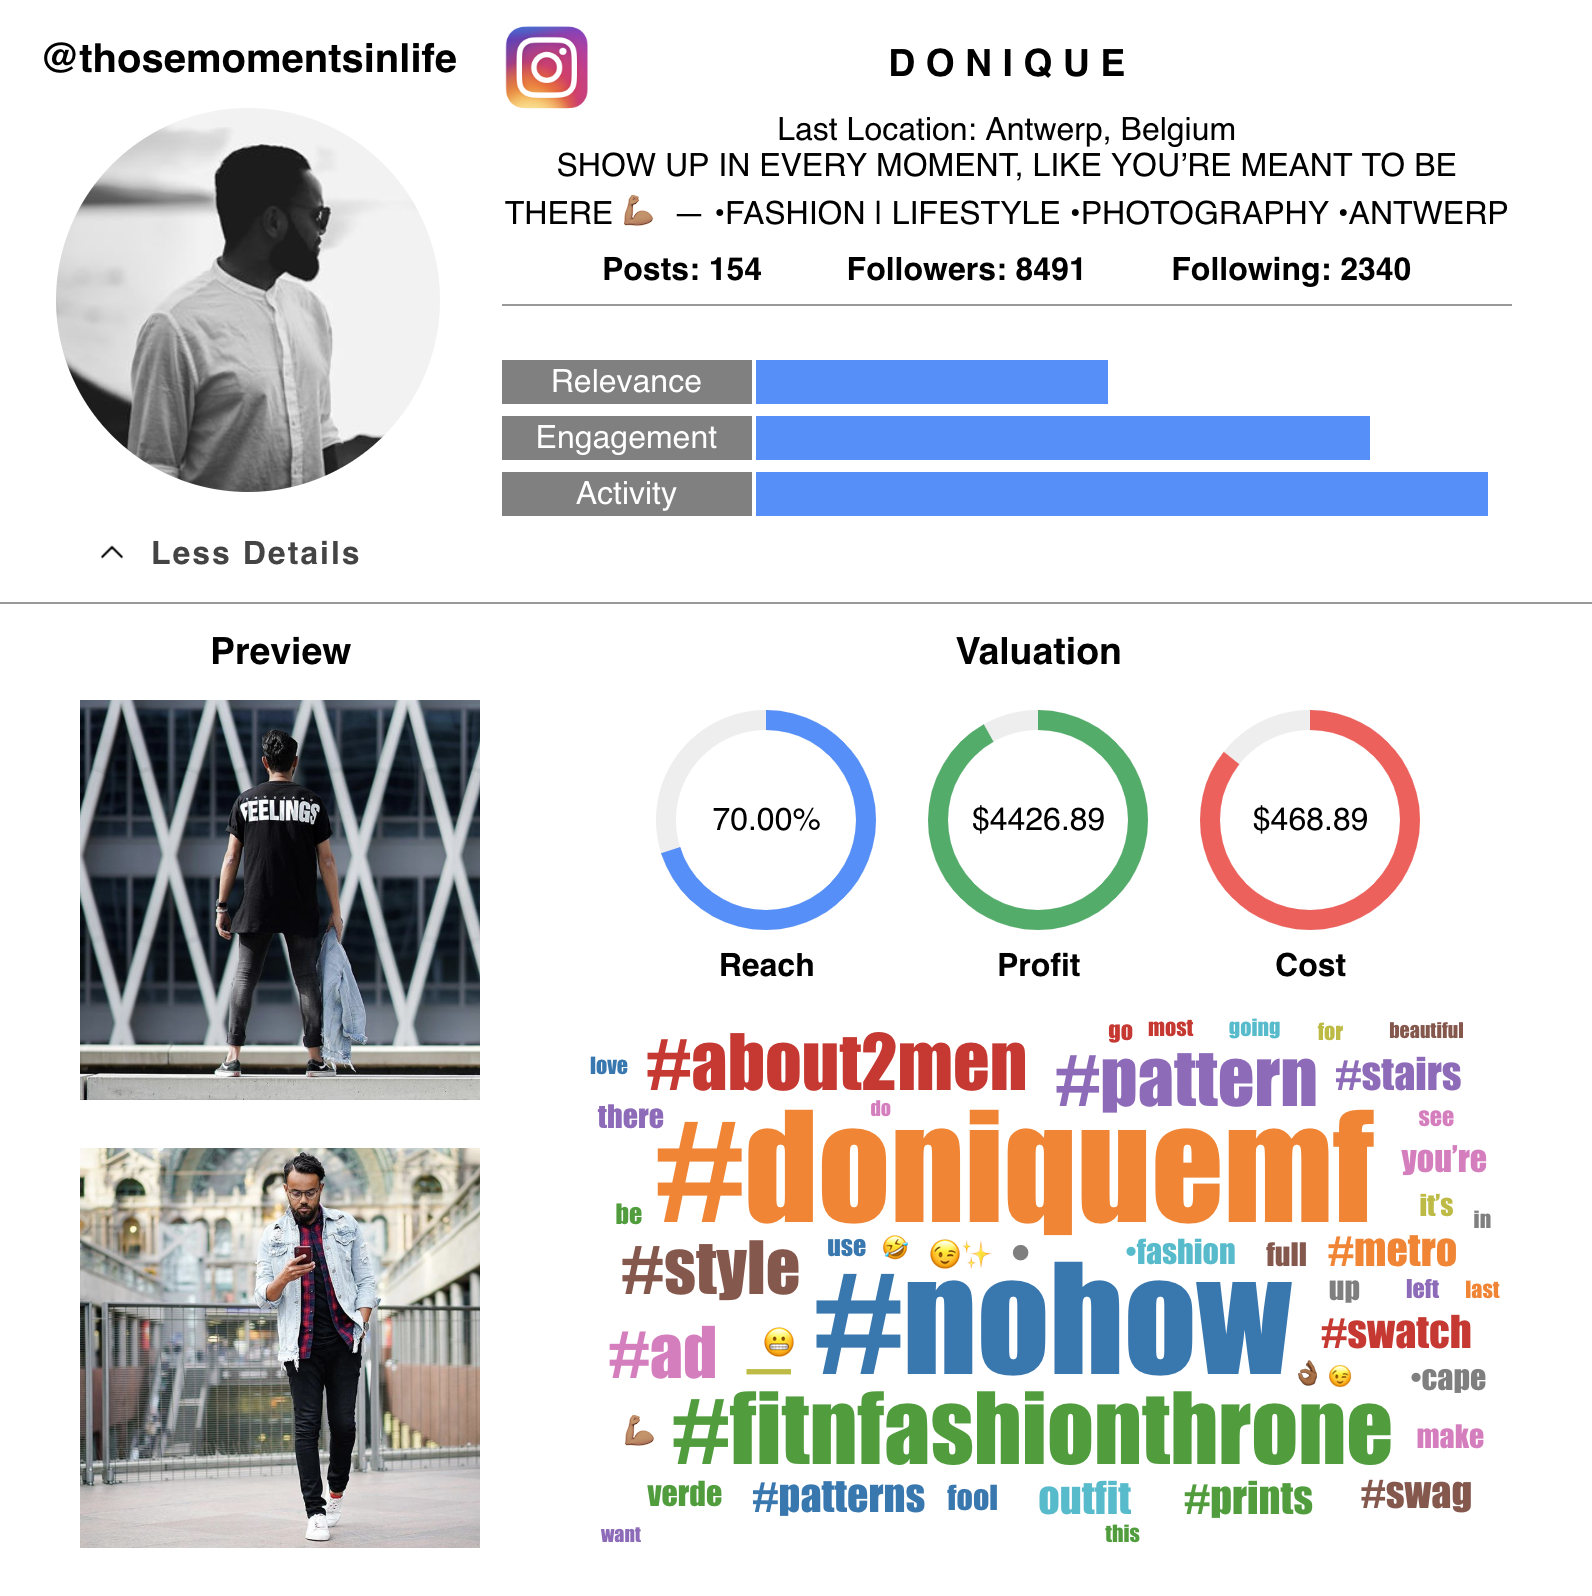 @thosemomentsinlife
DONIQUE
Last Location: Antwerp, Belgium
SHOW UP IN EVERY MOMENT, LIKE YOU’RE MEANT TO BE
THERE 💪🏽 — •FASHION | LIFESTYLE •PHOTOGRAPHY •ANTWERP
Posts: 154 Followers: 8491 Following: 2340
Relevance
Engagement
Activity
Less Details
Preview
Valuation
FEELINGS
70.00% $4426.89 $468.89
Reach Profit Cost
go most going for beautiful
love #about2men #pattern #stairs
there do see
#doniquemf you’re
be it’s in
#style use 🤣 😉✨ • •fashion full #metro
#nohow up left last
#ad 😬 __ #swatch
👌🏾 😉 •cape
💪🏽 #fitnfashionthrone make
verde #patterns fool outfit #prints #swag
want this